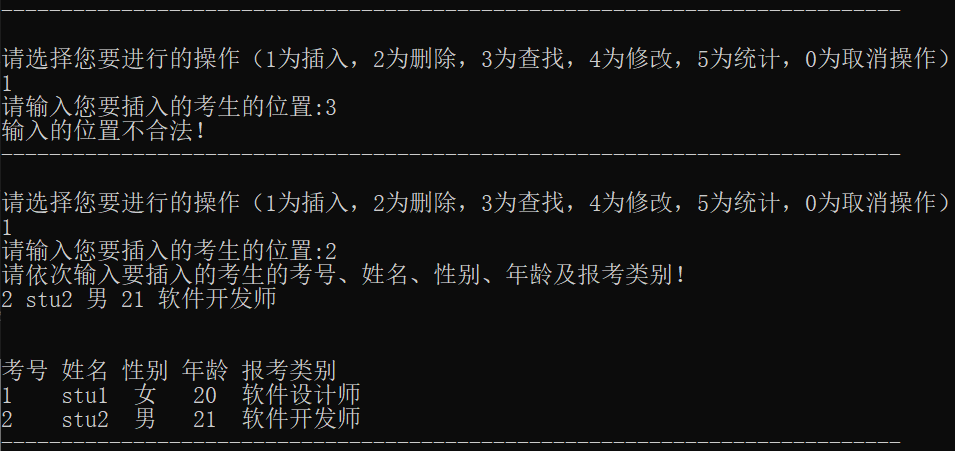 ---------------------------------------------------------------------------
请选择您要进行的操作（1为插入，2为删除，3为查找，4为修改，5为统计，0为取消操作）
1
请输入您要插入的考生的位置:3
输入的位置不合法!
---------------------------------------------------------------------------
请选择您要进行的操作（1为插入，2为删除，3为查找，4为修改，5为统计，0为取消操作）
1
请输入您要插入的考生的位置:2
请依次输入要插入的考生的考号、姓名、性别、年龄及报考类别!
2 stu2 男 21 软件开发师
考号 姓名 性别 年龄 报考类别
1 stu1 女 20 软件设计师
2 stu2 男 21 软件开发师
---------------------------------------------------------------------------